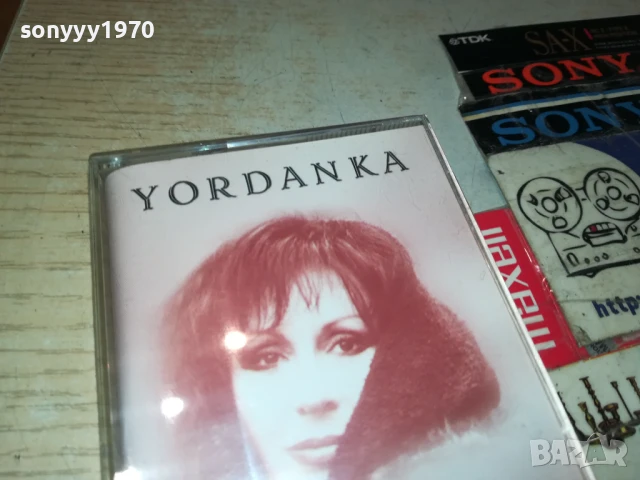 sonyyy1970
TDK SA-X
SONY
SONY
YORDANKA
maxell
http
BAZAR